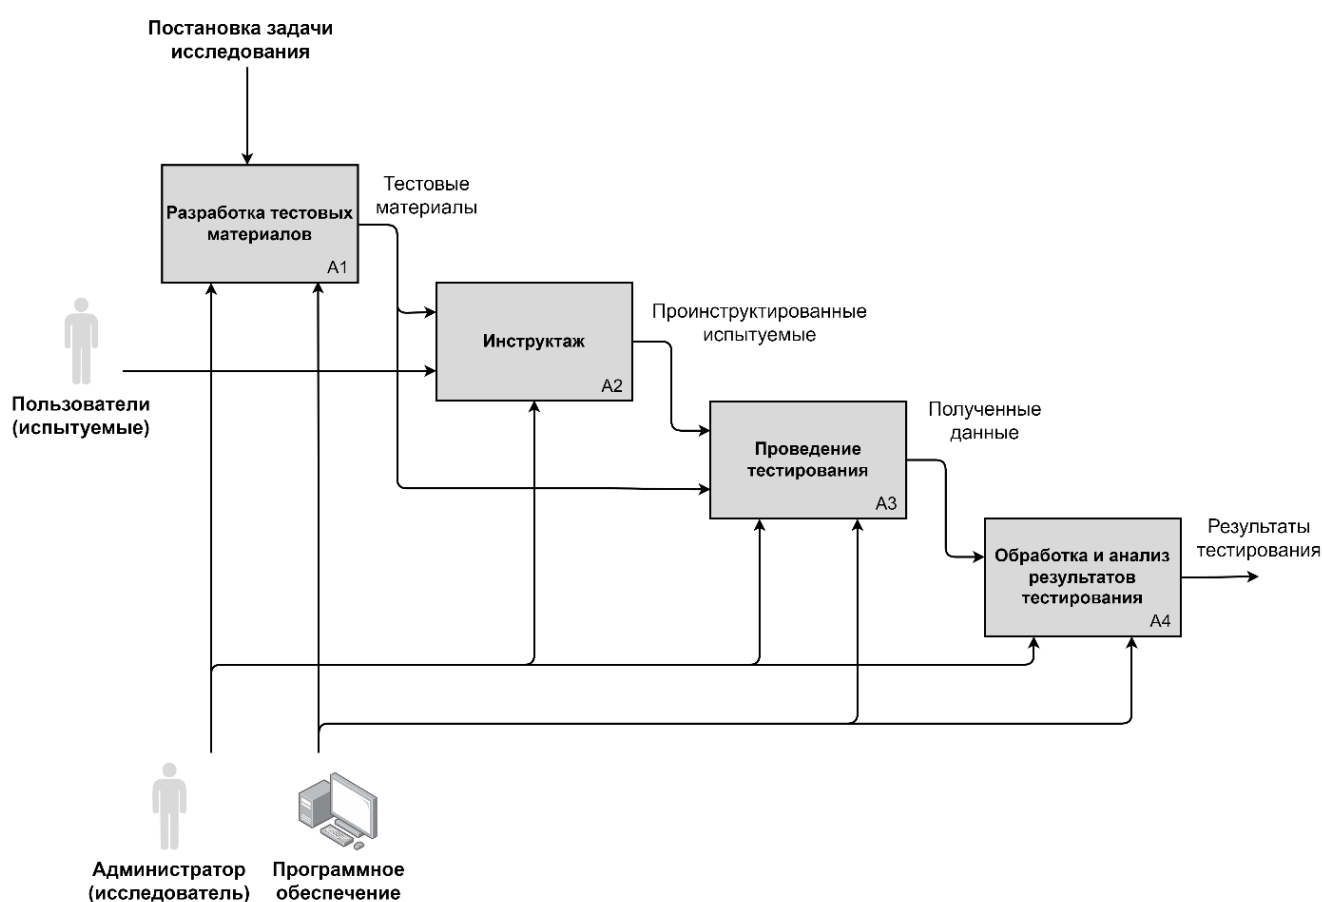 Постановка задачи
исследования
Разработка тестовых
материалов
A1
Тестовые
материалы
Пользователи
(испытуемые)
Инструктаж
A2
Проинструктированные
испытуемые
Проведение
тестирования
A3
Полученные
данные
Обработка и анализ
результатов
тестирования
A4
Результаты
тестирования
Администратор
(исследователь)
Программное
обеспечение